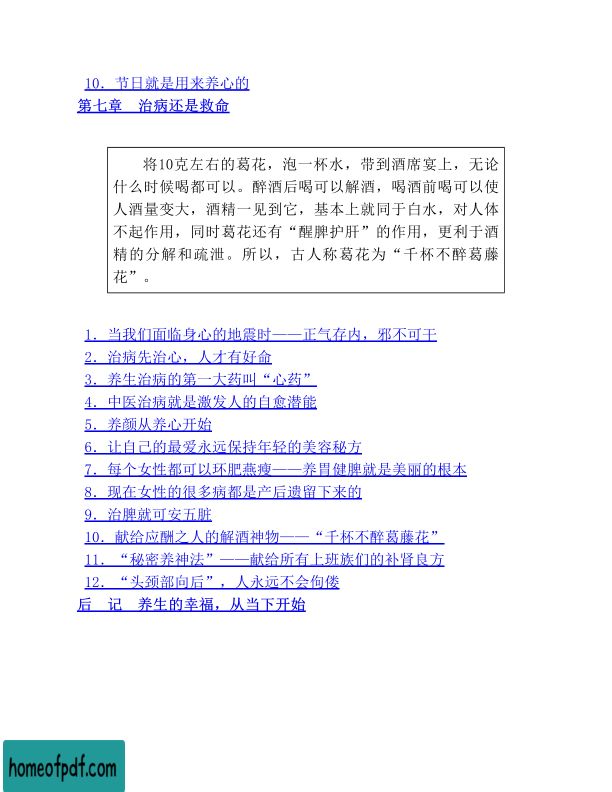 10．节日就是用来养心的
第七章　治病还是救命
将10克左右的葛花，泡一杯水，带到酒席宴上，无论
什么时候喝都可以。醉酒后喝可以解酒，喝酒前喝可以使
人酒量变大，酒精一见到它，基本上就同于白水，对人体
不起作用，同时葛花还有“醒脾护肝”的作用，更利于酒
精的分解和疏泄。所以，古人称葛花为“千杯不醉葛藤
花”。
1．当我们面临身心的地震时——正气存内，邪不可干
2．治病先治心，人才有好命
3．养生治病的第一大药叫“心药”
4．中医治病就是激发人的自愈潜能
5．养颜从养心开始
6．让自己的最爱永远保持年轻的美容秘方
7．每个女性都可以环肥燕瘦——养胃健脾就是美丽的根本
8．现在女性的很多病都是产后遗留下来的
9．治脾就可安五脏
10．献给应酬之人的解酒神物——“千杯不醉葛藤花”
11．“秘密养神法”——献给所有上班族们的补肾良方
12．“头颈部向后”，人永远不会佝偻
后　记　养生的幸福，从当下开始
homeofpdf.com